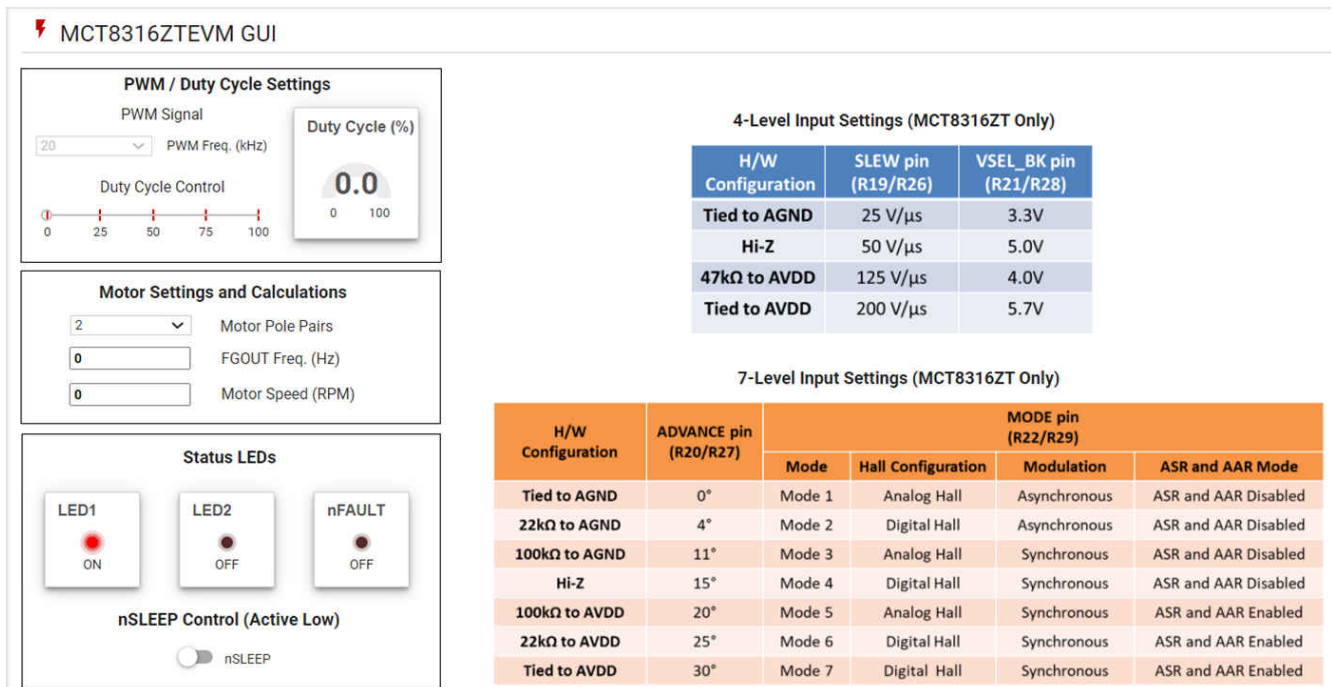 MCT8316ZTEVM GUI
PWM / Duty Cycle Settings
PWM Signal
20 PWM Freq. (kHz)
Duty Cycle Control
0 25 50 75 100
Duty Cycle (%)
0.0
0 100
Motor Settings and Calculations
2 Motor Pole Pairs
0 FGOUT Freq. (Hz)
0 Motor Speed (RPM)
Status LEDs
LED1 LED2 nFAULT
ON OFF OFF
nSLEEP Control (Active Low)
nSLEEP
4-Level Input Settings (MCT8316ZT Only)
H/W Configuration SLEW pin (R19/R26) VSEL_BK pin (R21/R28)
Tied to AGND 25 V/µs 3.3V
Hi-Z 50 V/µs 5.0V
47kΩ to AVDD 125 V/µs 4.0V
Tied to AVDD 200 V/µs 5.7V
7-Level Input Settings (MCT8316ZT Only)
H/W Configuration ADVANCE pin (R20/R27) MODE pin (R22/R29)
Mode Hall Configuration Modulation ASR and AAR Mode
Tied to AGND 0° Mode 1 Analog Hall Asynchronous ASR and AAR Disabled
22kΩ to AGND 4° Mode 2 Digital Hall Asynchronous ASR and AAR Disabled
100kΩ to AGND 11° Mode 3 Analog Hall Synchronous ASR and AAR Disabled
Hi-Z 15° Mode 4 Digital Hall Synchronous ASR and AAR Disabled
100kΩ to AVDD 20° Mode 5 Analog Hall Synchronous ASR and AAR Enabled
22kΩ to AVDD 25° Mode 6 Digital Hall Synchronous ASR and AAR Enabled
Tied to AVDD 30° Mode 7 Digital Hall Synchronous ASR and AAR Enabled